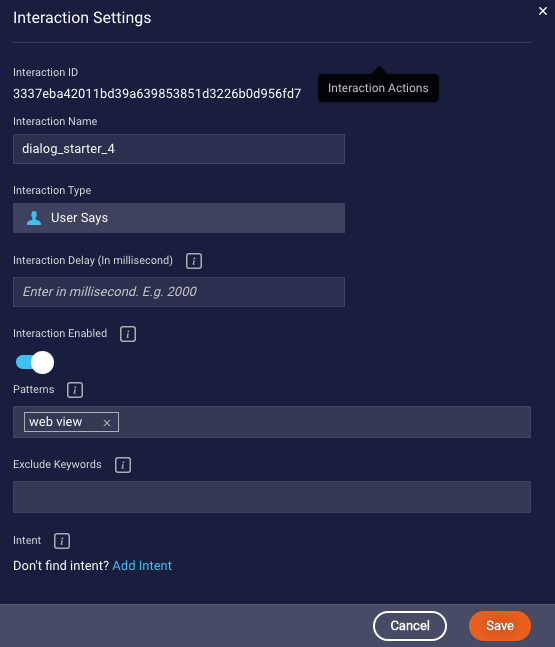 Interaction Settings
Interaction ID
3337eba42011bd39a639853851d3226b0d956fd7
Interaction Actions
Interaction Name
dialog_starter_4
Interaction Type
User Says
Interaction Delay (In millisecond) i
Enter in millisecond. E.g. 2000
Interaction Enabled i
Patterns i
web view ×
Exclude Keywords i
Intent i
Don't find intent? Add Intent
Cancel Save